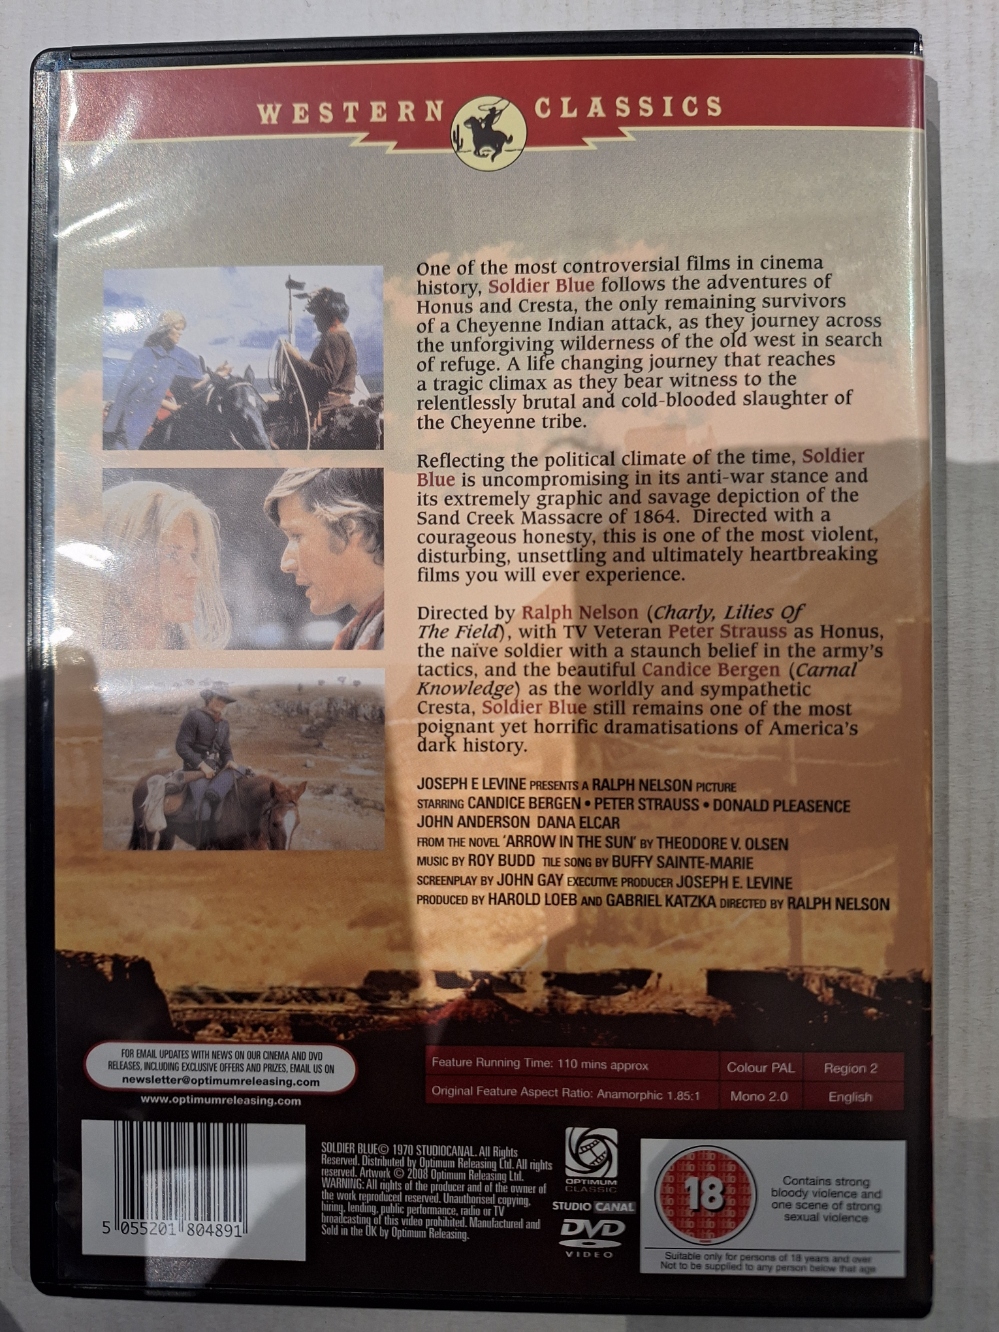 WESTERN CLASSICS
One of the most controversial films in cinema
history, Soldier Blue follows the adventures of
Honus and Cresta, the only remaining survivors
of a Cheyenne Indian attack, as they journey across
the unforgiving wilderness of the old west in search
of refuge. A life changing journey that reaches
a tragic climax as they bear witness to the
relentlessly brutal and cold-blooded slaughter of
the Cheyenne tribe.
Reflecting the political climate of the time, Soldier
Blue is uncompromising in its anti-war stance and
its extremely graphic and savage depiction of the
Sand Creek Massacre of 1864. Directed with a
courageous honesty, this is one of the most violent,
disturbing, unsettling and ultimately heartbreaking
films you will ever experience.
Directed by Ralph Nelson (Charly, Lilies Of
The Field), with TV Veteran Peter Strauss as Honus,
the naïve soldier with a staunch belief in the army's
tactics, and the beautiful Candice Bergen (Carnal
Knowledge) as the worldly and sympathetic
Cresta, Soldier Blue still remains one of the most
poignant yet horrific dramatisations of America's
dark history.
JOSEPH E LEVINE PRESENTS A RALPH NELSON PICTURE
STARRING CANDICE BERGEN • PETER STRAUSS • DONALD PLEASENCE
JOHN ANDERSON DANA ELCAR
FROM THE NOVEL 'ARROW IN THE SUN' BY THEODORE V. OLSEN
MUSIC BY ROY BUDD TILE SONG BY BUFFY SAINTE-MARIE
SCREENPLAY BY JOHN GAY EXECUTIVE PRODUCER JOSEPH E. LEVINE
PRODUCED BY HAROLD LOEB AND GABRIEL KATZKA DIRECTED BY RALPH NELSON
FOR EMAIL UPDATES WITH NEWS ON OUR CINEMA AND DVD
RELEASES, INCLUDING EXCLUSIVE OFFERS AND PRIZES, EMAIL US ON
newsletter@optimumreleasing.com
www.optimumreleasing.com
Feature Running Time: 110 mins approx
Colour PAL
Region 2
Original Feature Aspect Ratio: Anamorphic 1.85:1
Mono 2.0
English
5 055201 804891
SOLDIER BLUE© 1970 STUDIOCANAL. All Rights
Reserved. Distributed by Optimum Releasing Ltd. All rights
reserved. Artwork © 2008 Optimum Releasing Ltd.
WARNING: All rights of the producer and of the owner of
the work reproduced reserved. Unauthorised copying,
hiring, lending, public performance, radio or TV
broadcasting of this video prohibited. Manufactured and
Sold in the UK by Optimum Releasing.
OPTIMUM
CLASSIC
STUDIO CANAL
DVD
VIDEO
18
Contains strong
bloody violence and
one scene of strong
sexual violence
Suitable only for persons of 18 years and over
Not to be supplied to any person below that age